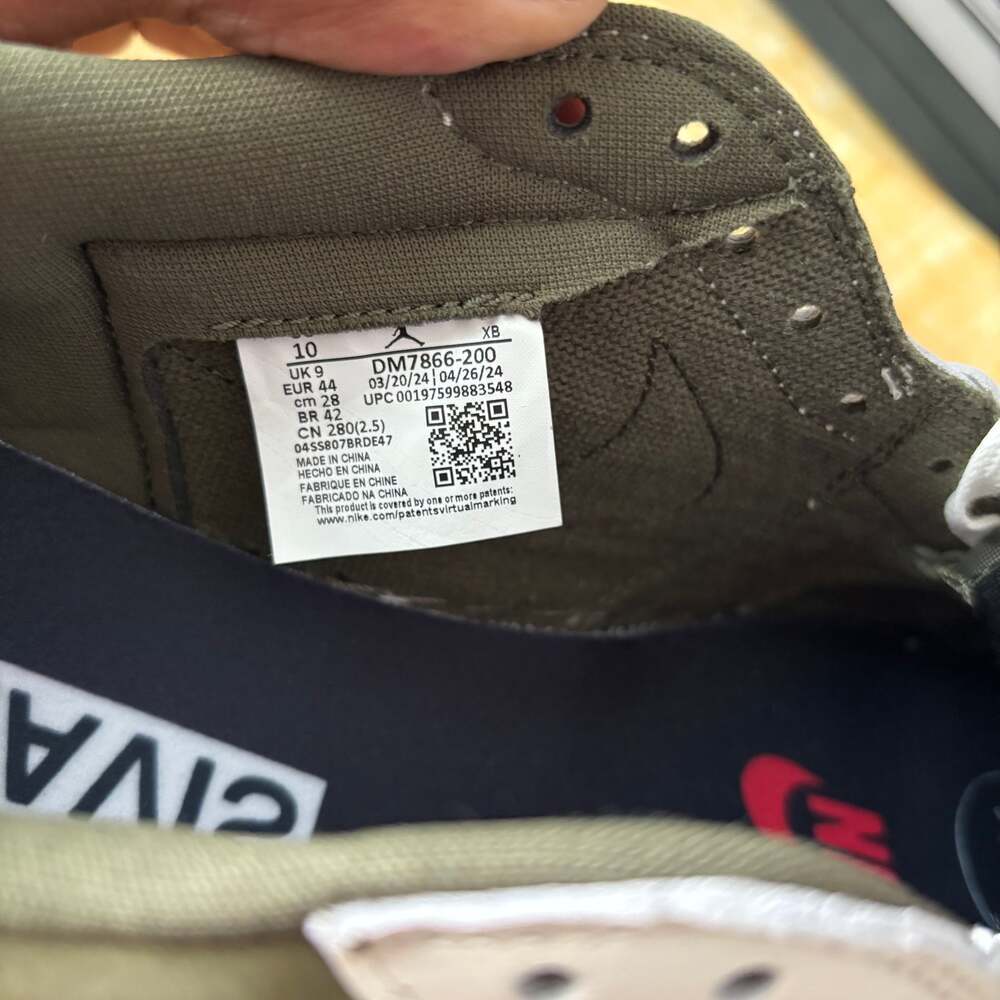 10
XB
UK 9
DM7866-200
EUR 44
03/20/24 | 04/26/24
cm 28
UPC 00197599883548
BR 42
CN 280(2.5)
04SS807BRDE47
MADE IN CHINA
HECHO EN CHINA
FABRIQUE EN CHINE
FABRICADO NA CHINA
This product is covered by one or more patents:
www.nike.com/patentsvirtualmarking